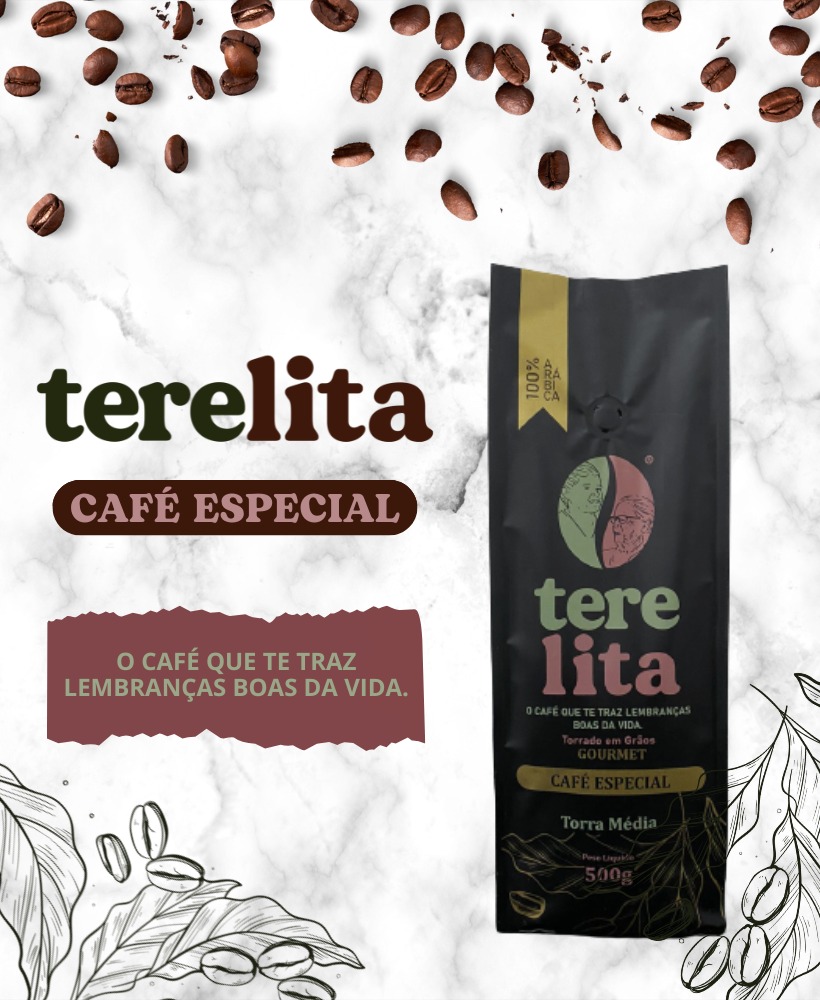 terelita
CAFÉ ESPECIAL
O CAFÉ QUE TE TRAZ
LEMBRANÇAS BOAS DA VIDA.
100%
ARÁBICA
®
tere
lita
O CAFÉ QUE TE TRAZ LEMBRANÇAS
BOAS DA VIDA.
Torrado em Grãos
GOURMET
CAFÉ ESPECIAL
Torra Média
Peso Líquido
500g